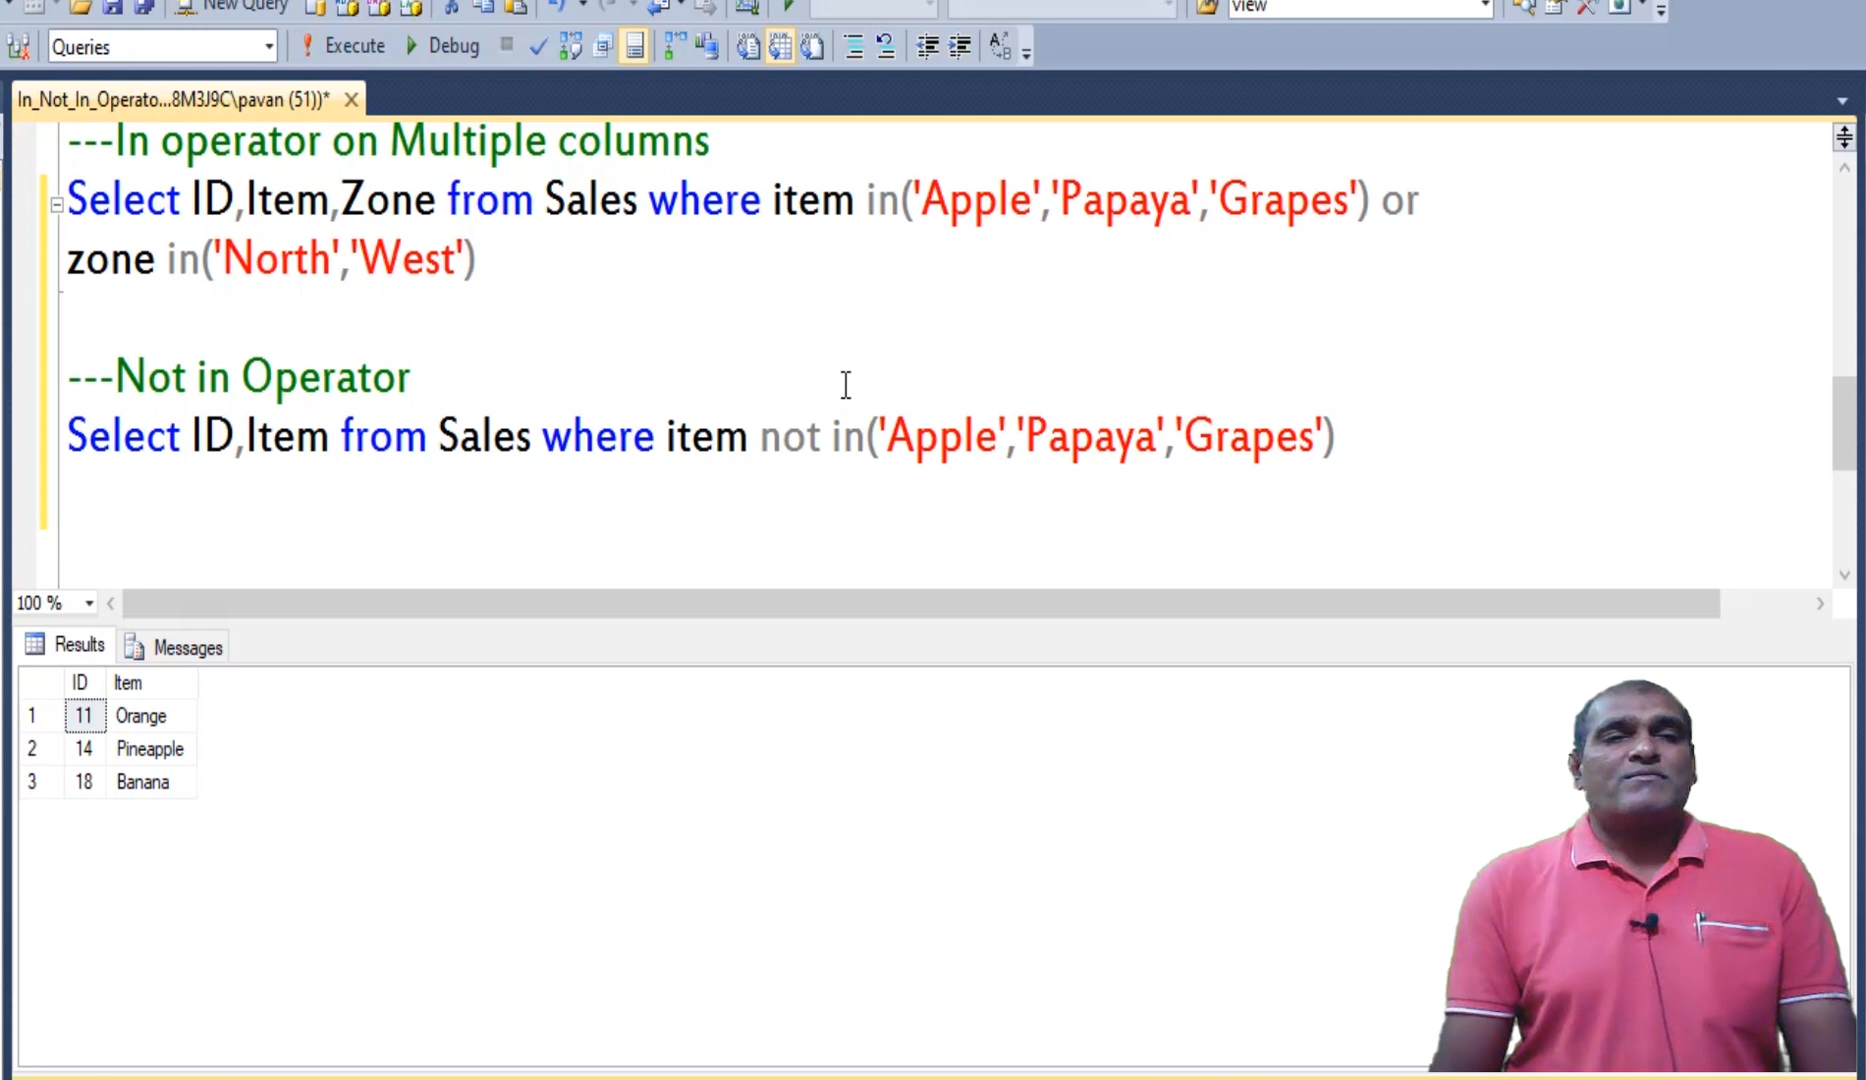 New Query
view
Queries
Execute
Debug
In_Not_In_Operato...8M3J9C\pavan (51))*
---In operator on Multiple columns
Select ID,Item,Zone from Sales where item in('Apple','Papaya','Grapes') or
zone in('North','West')
---Not in Operator
Select ID,Item from Sales where item not in('Apple','Papaya','Grapes')
100 %
Results
Messages
ID Item
1 11 Orange
2 14 Pineapple
3 18 Banana